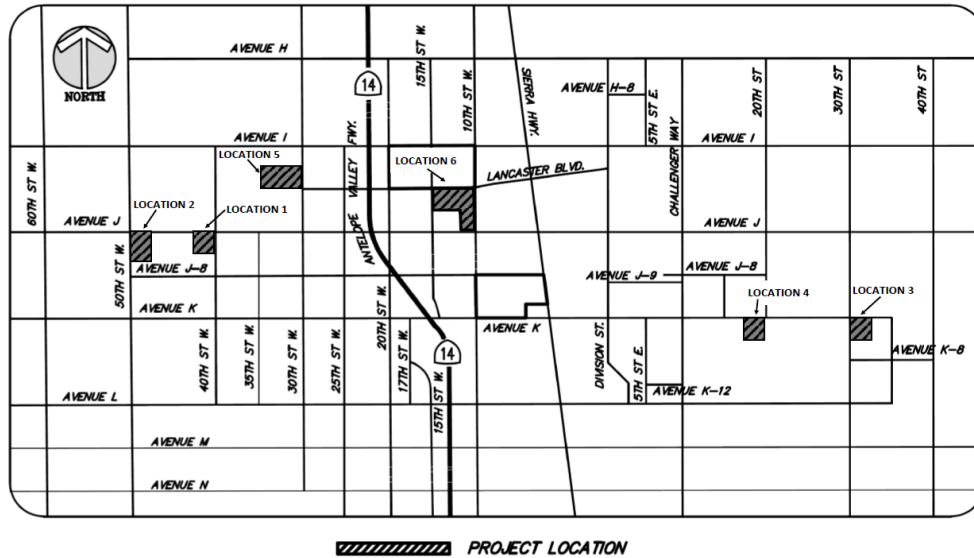 AVENUE H
NORTH
14
15TH ST W.
10TH ST W.
SIERRA HWY.
AVENUE H-8
5TH ST E.
CHALLENGER WAY
20TH ST
30TH ST
40TH ST
AVENUE I
AVENUE I
60TH ST W.
LOCATION 5
ANTELOPE VALLEY FWY.
LOCATION 6
LANCASTER BLVD.
AVENUE J
LOCATION 2
LOCATION 1
AVENUE J
50TH ST W.
AVENUE J-8
AVENUE J-9
AVENUE J-8
AVENUE K
20TH ST W.
AVENUE K
LOCATION 4
LOCATION 3
40TH ST W.
35TH ST W.
30TH ST W.
25TH ST W.
17TH ST W.
14
15TH ST W.
DIVISION ST.
5TH ST E.
AVENUE K-8
AVENUE K-12
AVENUE L
AVENUE M
AVENUE N
PROJECT LOCATION